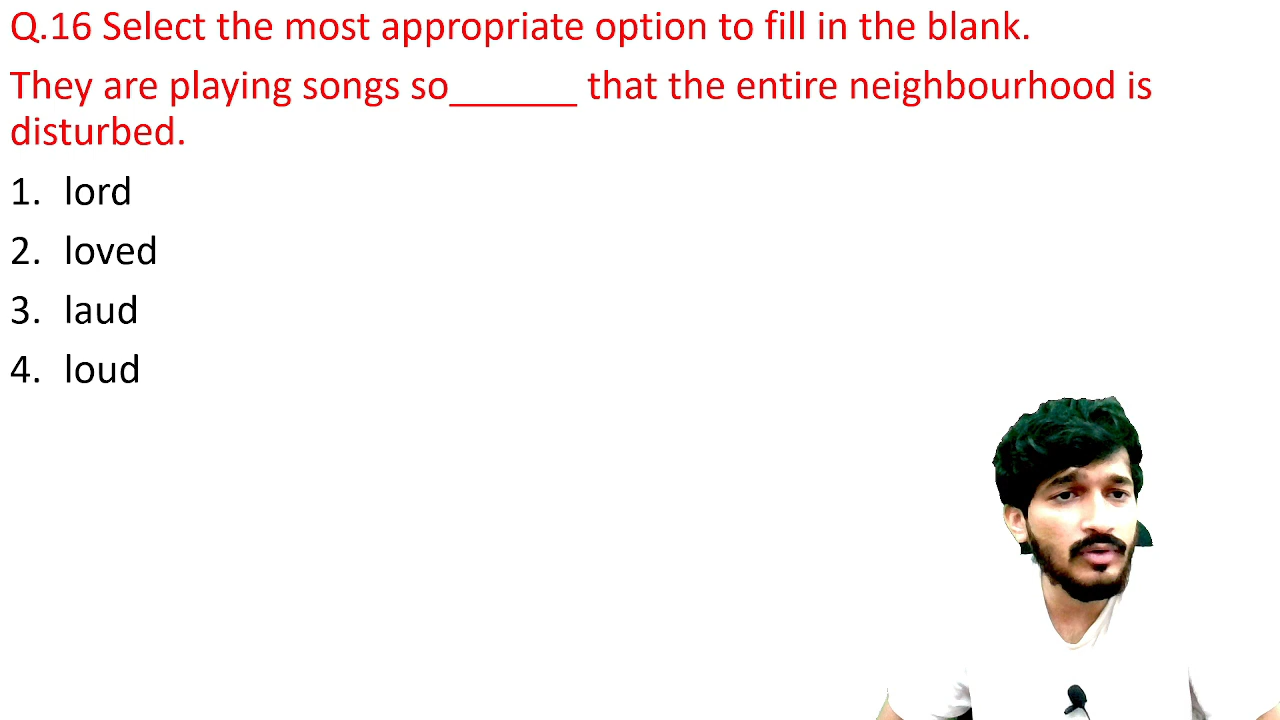 Q.16 Select the most appropriate option to fill in the blank.
They are playing songs so______ that the entire neighbourhood is
disturbed.
1. lord
2. loved
3. laud
4. loud